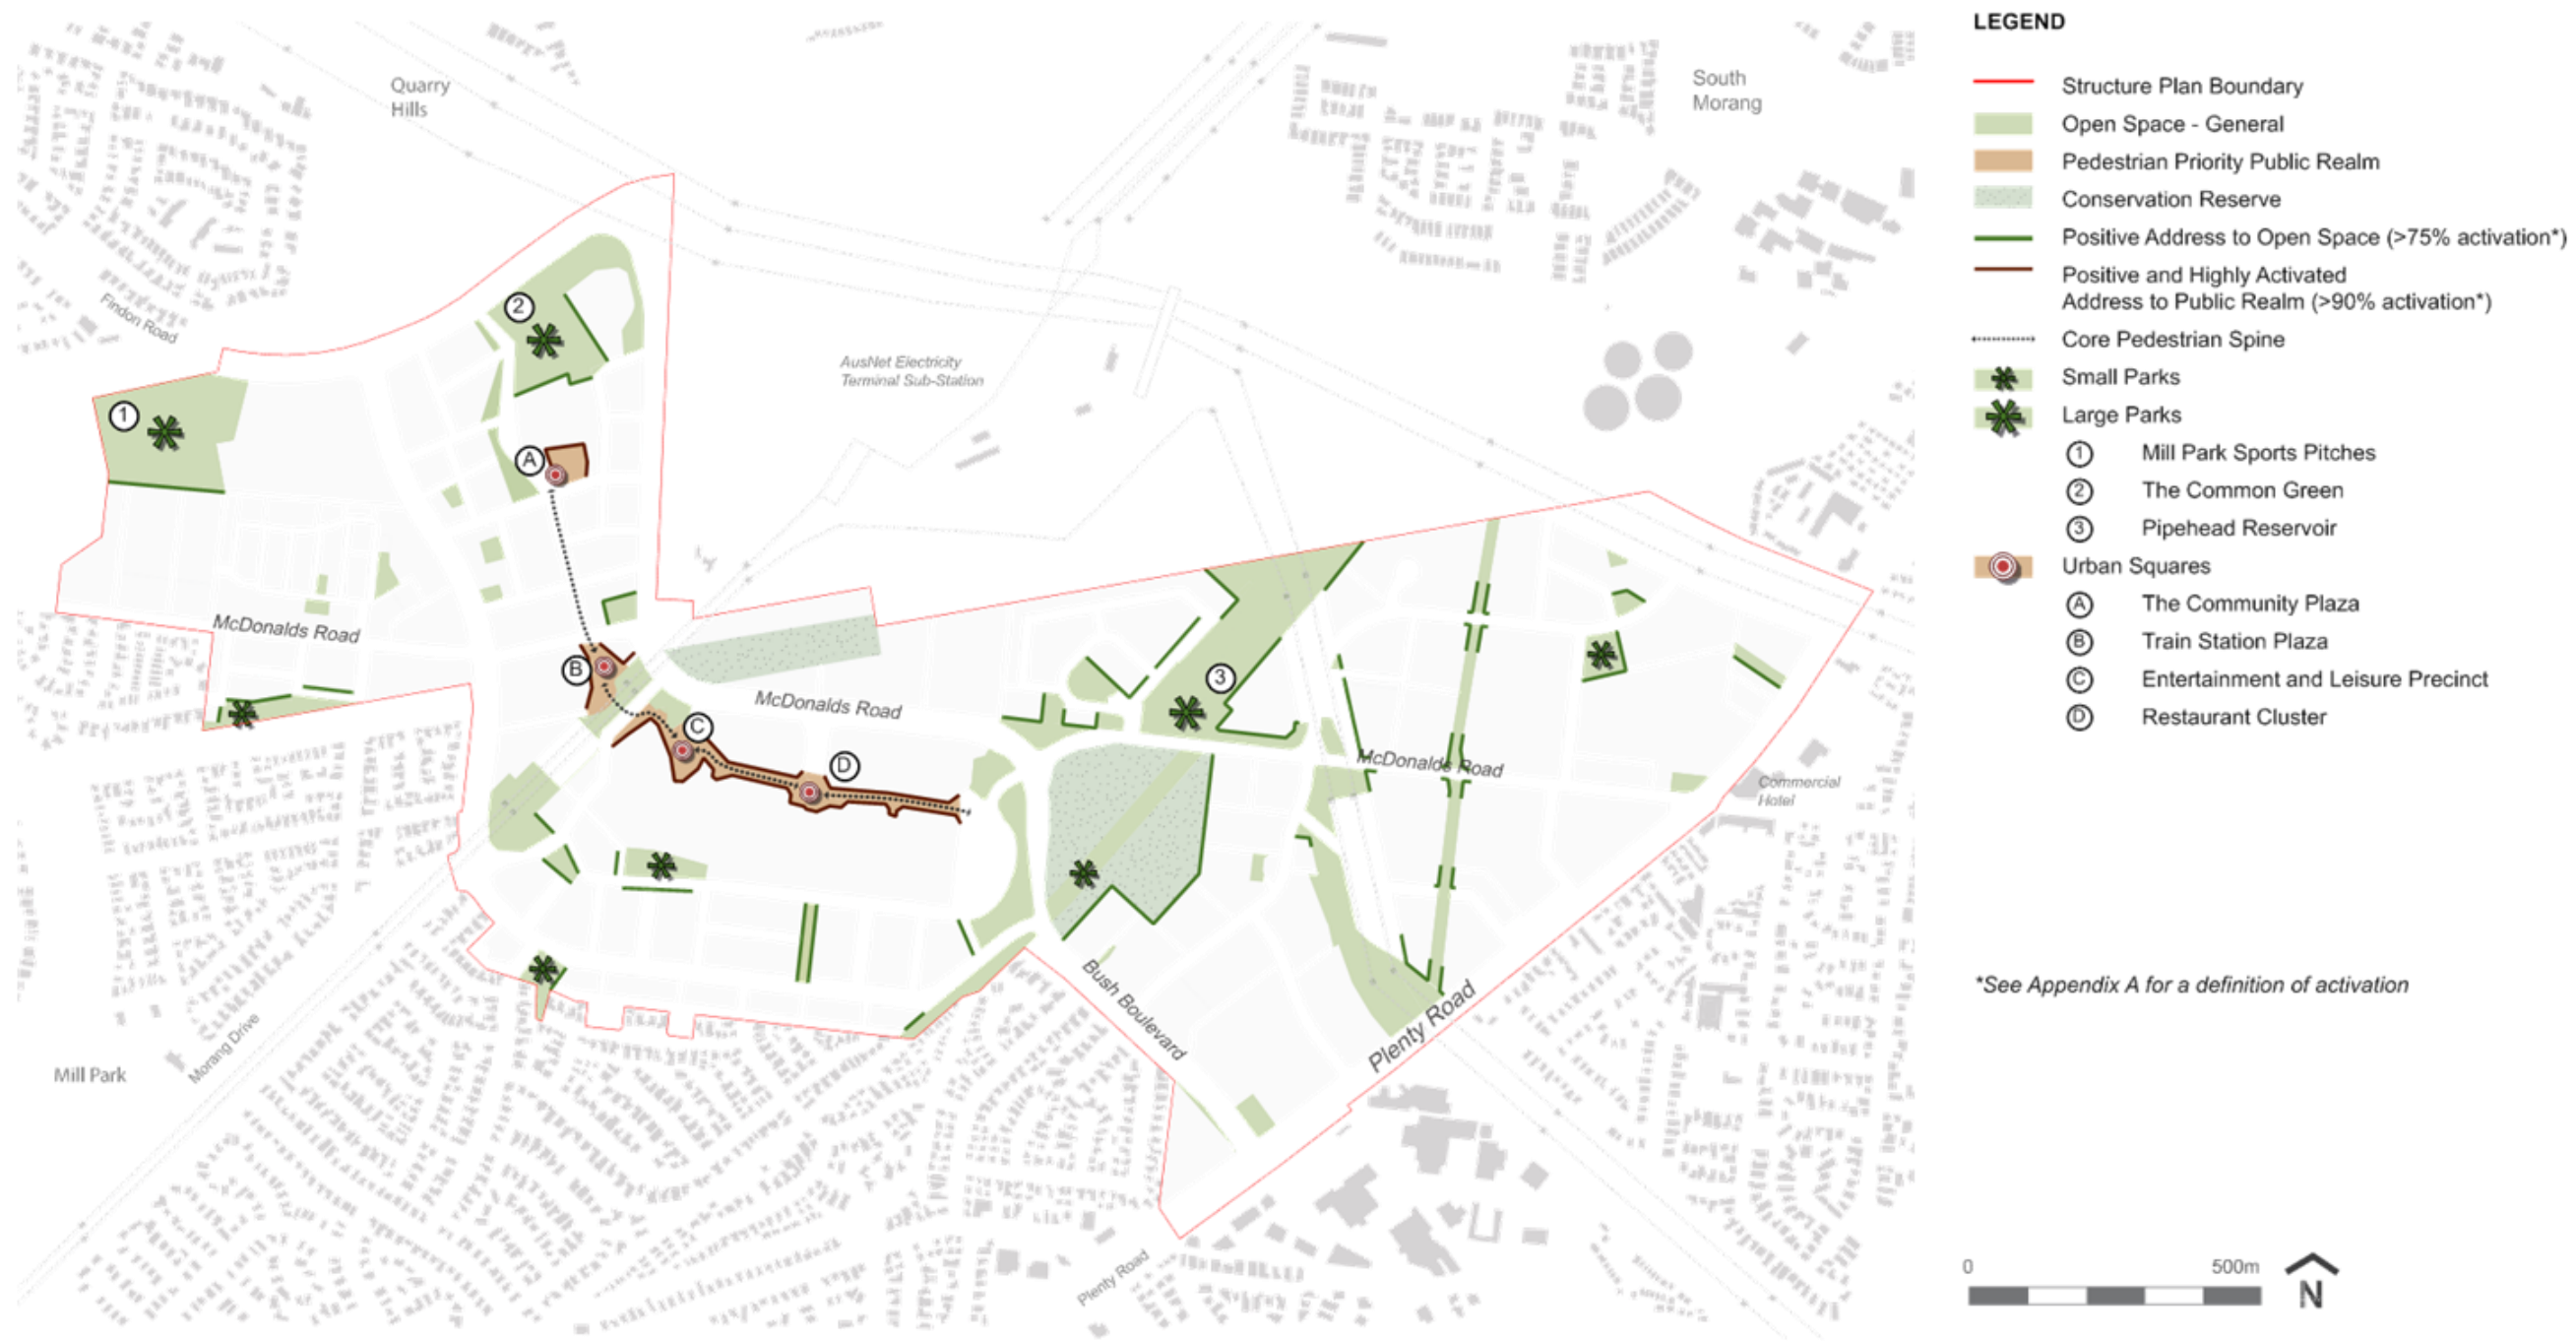 Quarry
Hills
South
Morang
Findon Road
AusNet Electricity
Terminal Sub-Station
2
1
A
McDonalds Road
B
McDonalds Road
C
D
3
McDonalds Road
Commercial
Hotel
Bush Boulevard
Plenty Road
Mill Park
Morang Drive
Plenty Road
LEGEND
Structure Plan Boundary
Open Space - General
Pedestrian Priority Public Realm
Conservation Reserve
Positive Address to Open Space (>75% activation*)
Positive and Highly Activated
Address to Public Realm (>90% activation*)
Core Pedestrian Spine
Small Parks
Large Parks
1 Mill Park Sports Pitches
2 The Common Green
3 Pipehead Reservoir
Urban Squares
A The Community Plaza
B Train Station Plaza
C Entertainment and Leisure Precinct
D Restaurant Cluster
*See Appendix A for a definition of activation
0 500m
N